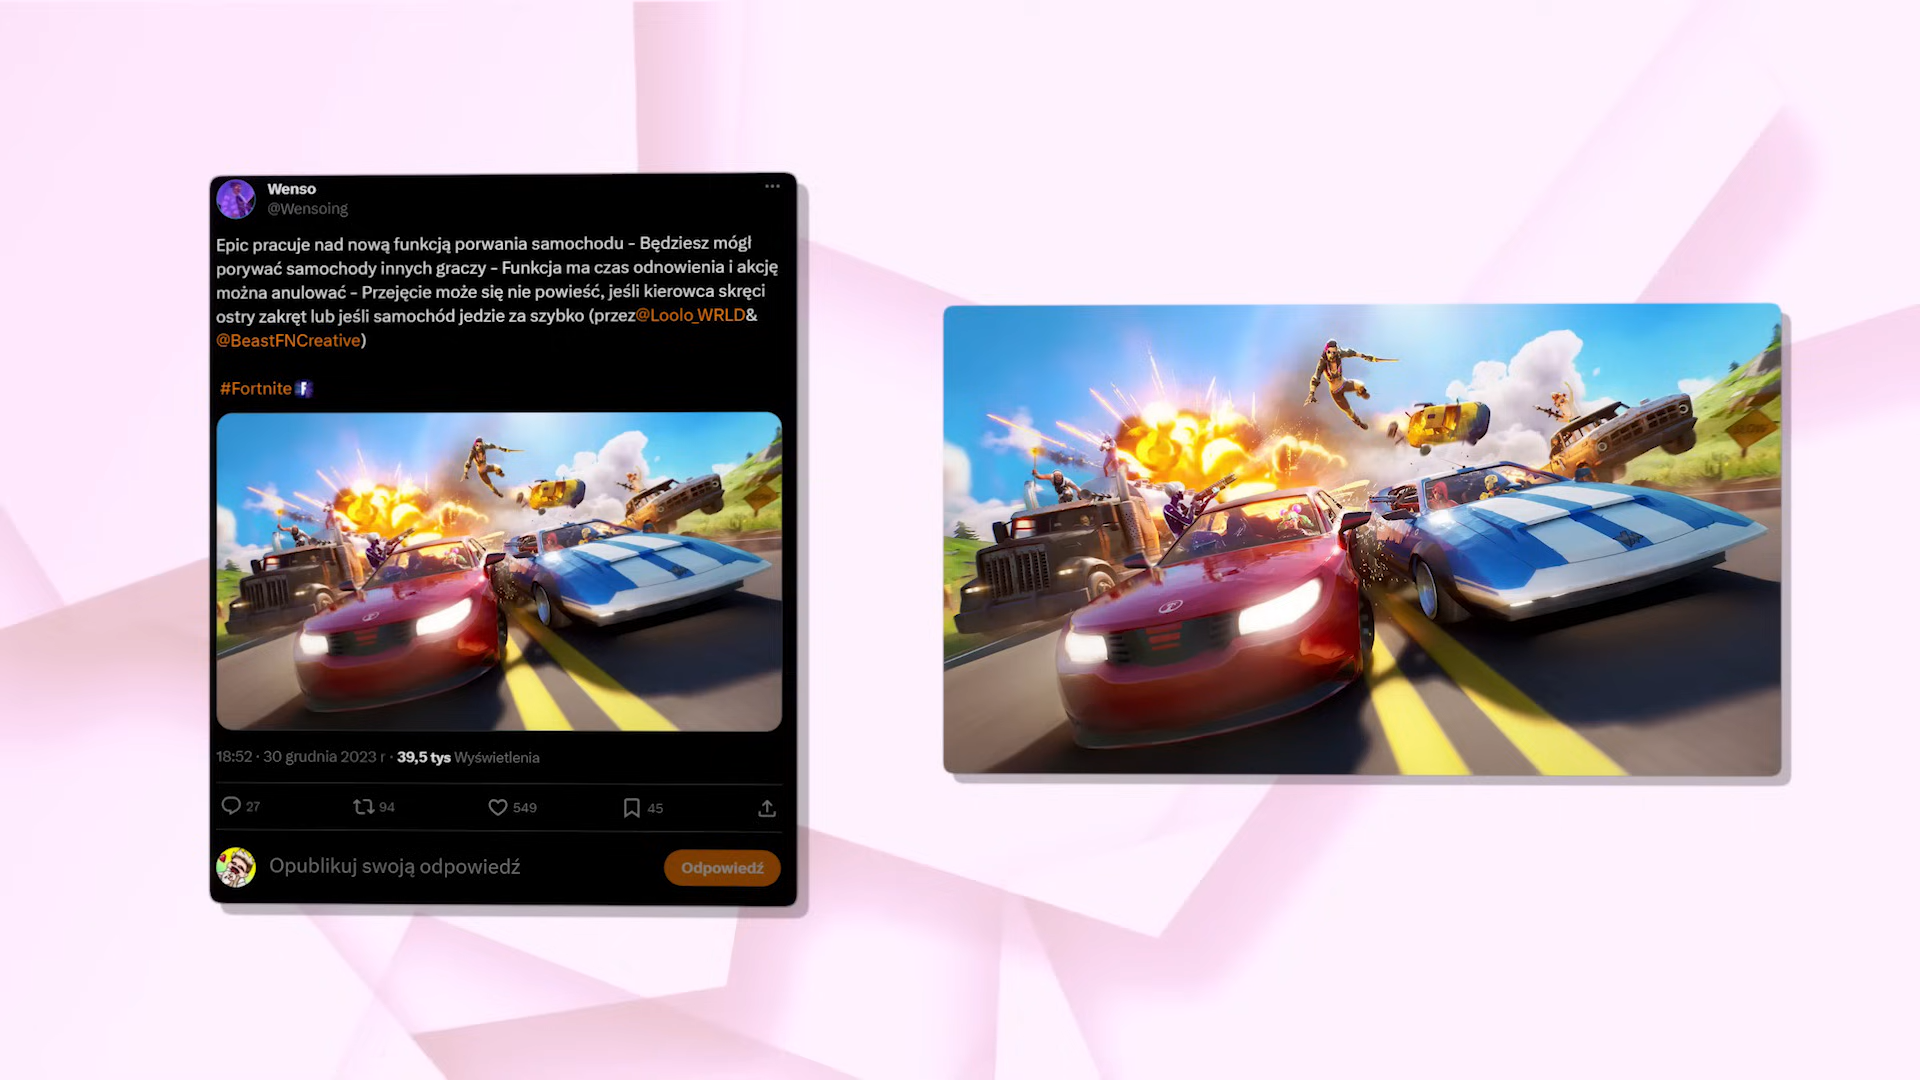 Wenso
@Wensoing
Epic pracuje nad nową funkcją porwania samochodu - Będziesz mógł
porywać samochody innych graczy - Funkcja ma czas odnowienia i akcję
można anulować - Przejęcie może się nie powieść, jeśli kierowca skręci
ostry zakręt lub jeśli samochód jedzie za szybko (przez@Loolo_WRLD&
@BeastFNCreative)
#Fortnite
18:52 · 30 grudnia 2023 r · 39,5 tys Wyświetlenia
27 94 549 45
Opublikuj swoją odpowiedź
Odpowiedź